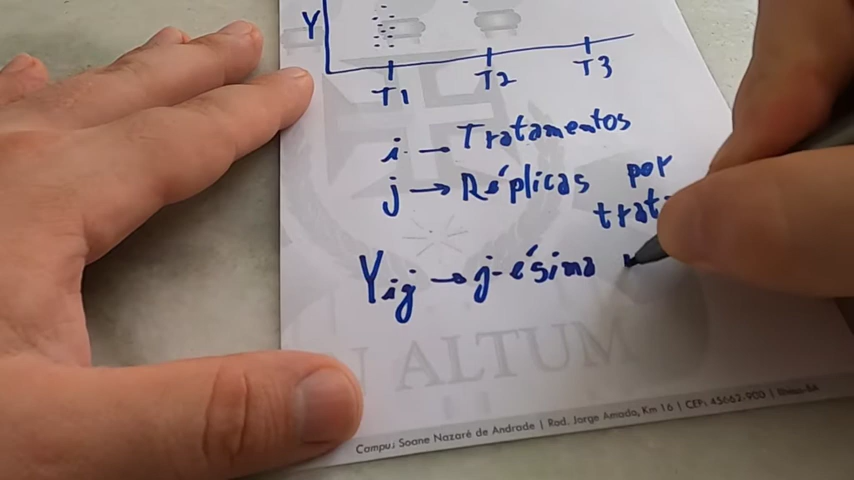 Y
T1 T2 T3
i → Tratamentos
j → Réplicas por
Yij → j-ésima
N ALTUM
Campus Soane Nazaré de Andrade | Rod. Jorge Amado, Km 16 | CEP: 45662-900 | Ilhéus-BA